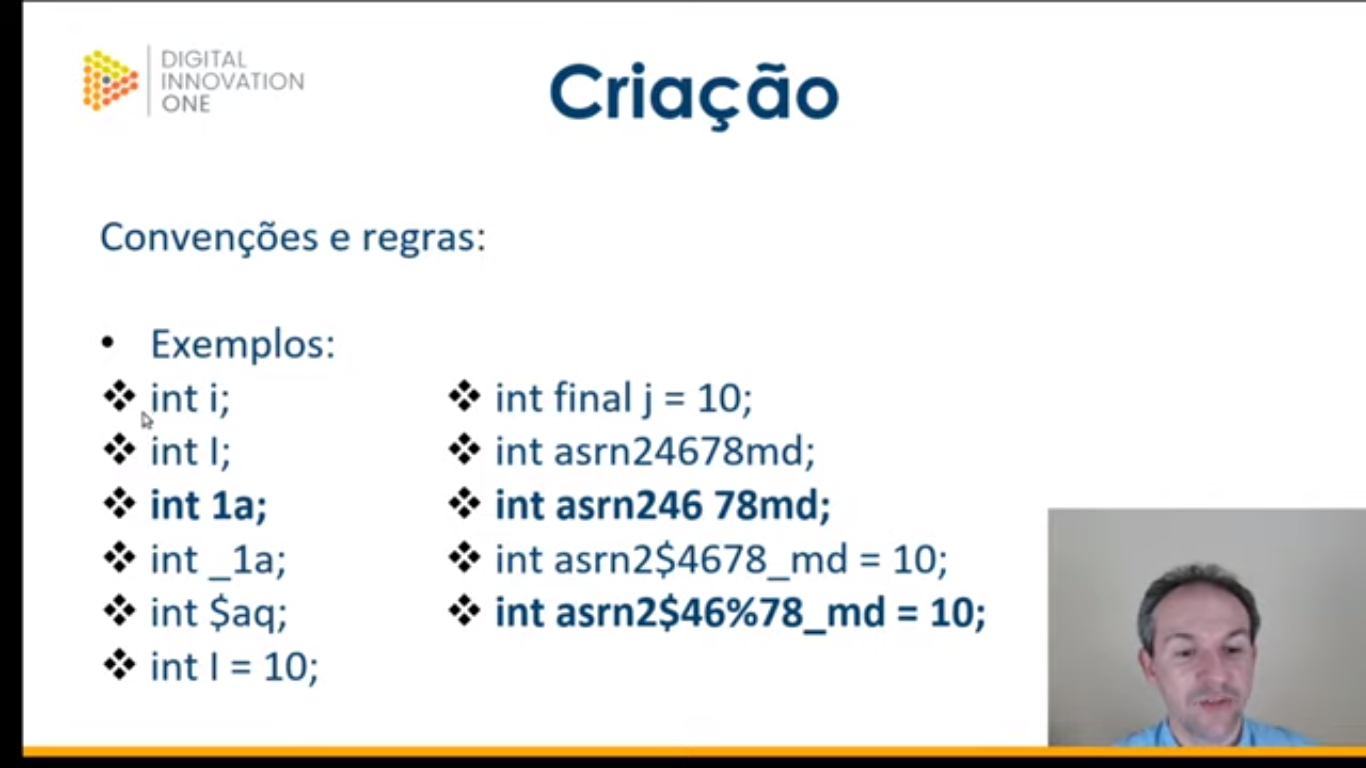 DIGITAL
INNOVATION
ONE
Criação
Convenções e regras:
• Exemplos:
❖ int i;
❖ int I;
❖ int 1a;
❖ int _1a;
❖ int $aq;
❖ int I = 10;
❖ int final j = 10;
❖ int asrn24678md;
❖ int asrn246 78md;
❖ int asrn2$4678_md = 10;
❖ int asrn2$46%78_md = 10;